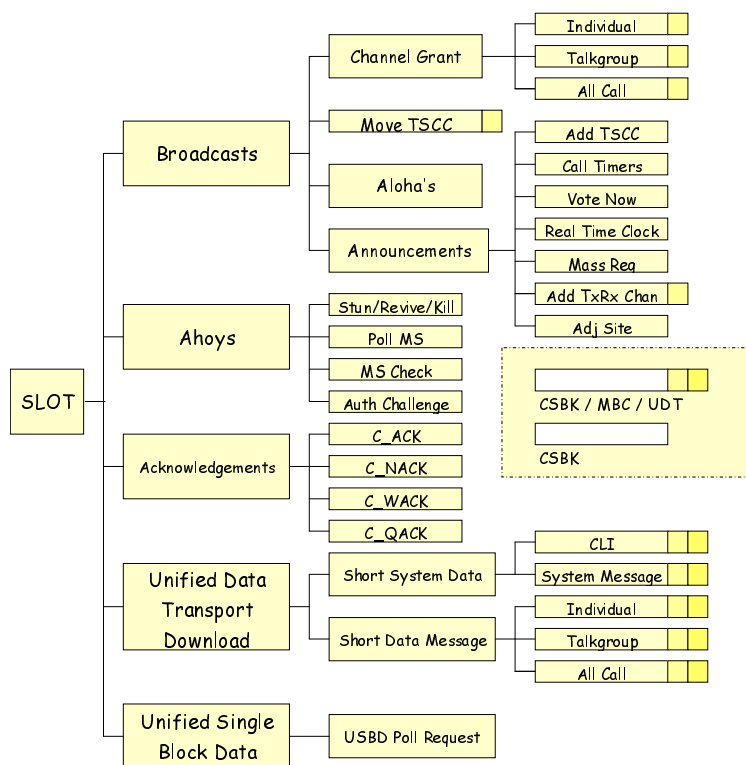 SLOT
Broadcasts
Channel Grant
Individual
Talkgroup
All Call
Move TSCC
Aloha's
Announcements
Add TSCC
Call Timers
Vote Now
Real Time Clock
Mass Reg
Add TxRx Chan
Adj Site
Ahoys
Stun/Revive/Kill
Poll MS
MS Check
Auth Challenge
CSBK / MBC / UDT
CSBK
Acknowledgements
C_ACK
C_NACK
C_WACK
C_QACK
Unified Data
Transport
Download
Short System Data
CLI
System Message
Short Data Message
Individual
Talkgroup
All Call
Unified Single
Block Data
USBD Poll Request